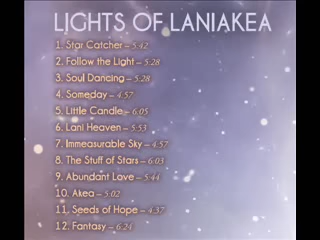 LIGHTS OF LANIAKEA
1. Star Catcher – 5:42
2. Follow the Light – 5:28
3. Soul Dancing – 5:28
4. Someday – 4:57
5. Little Candle – 6:05
6. Lani Heaven – 5:53
7. Immeasurable Sky – 4:57
8. The Stuff of Stars – 6:03
9. Abundant Love – 5:44
10. Akea – 5:02
11. Seeds of Hope – 4:37
12. Fantasy – 6:24